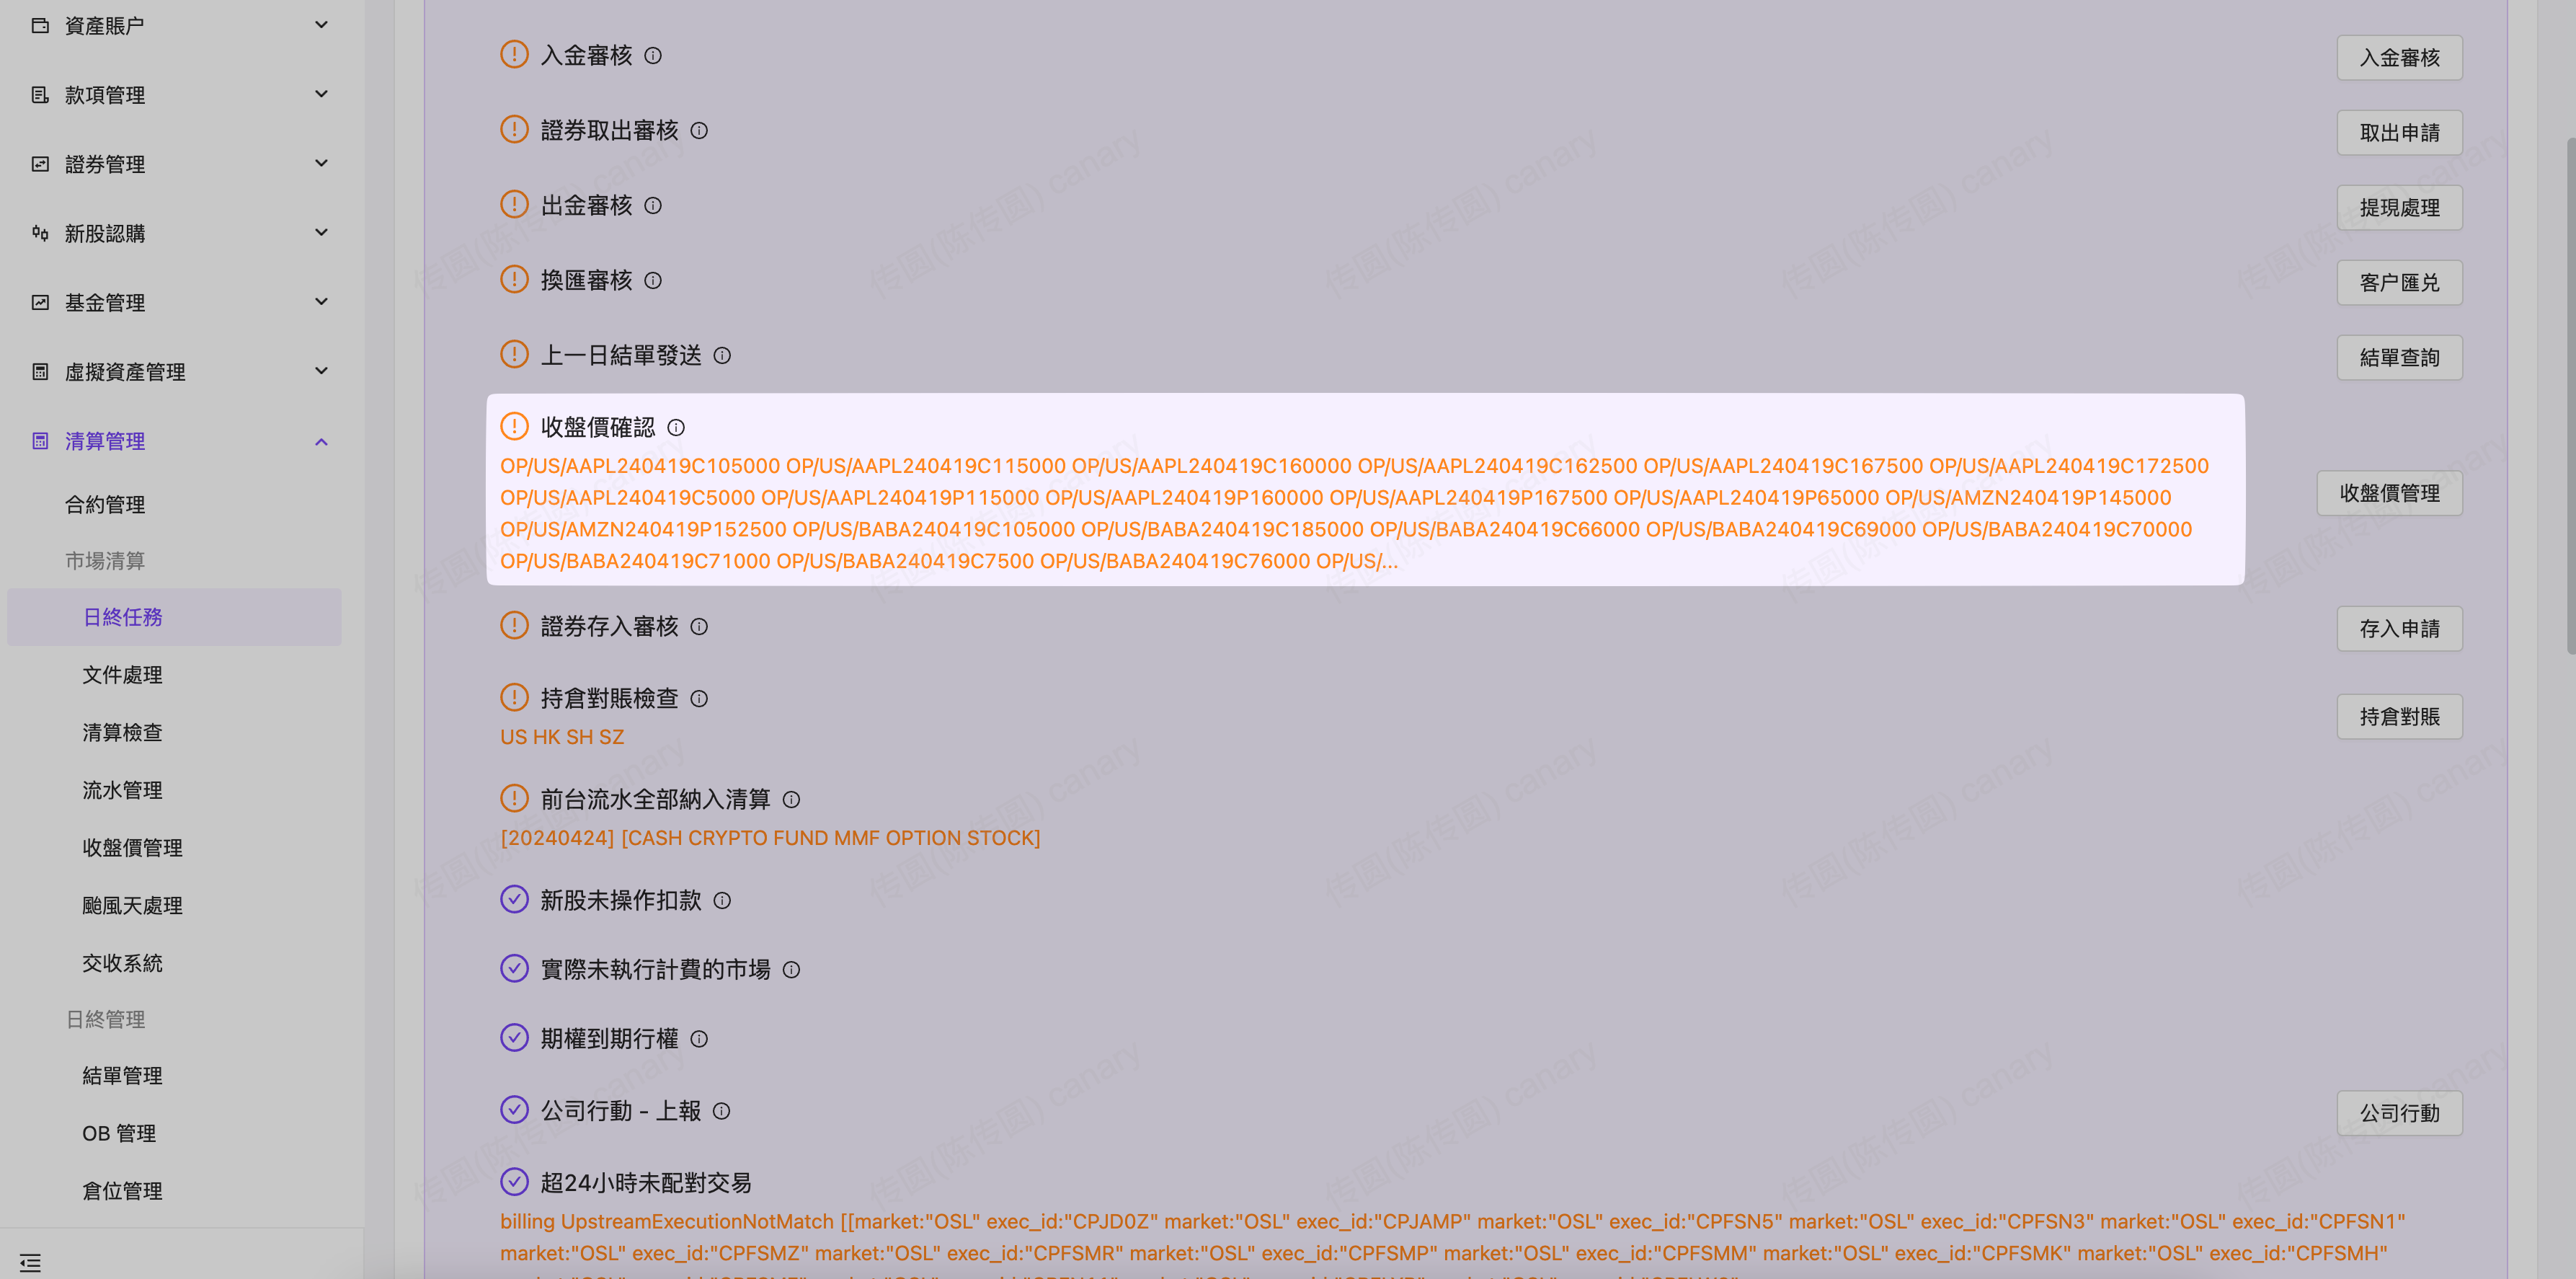 資產賬户
款項管理
證券管理
新股認購
基金管理
虛擬資產管理
清算管理
合約管理
市場清算
日終任務
文件處理
清算檢查
流水管理
收盤價管理
颱風天處理
交收系統
日終管理
結單管理
OB 管理
倉位管理
入金審核
入金審核
證券取出審核
取出申請
出金審核
提現處理
換匯審核
客户匯兑
上一日結單發送
結單查詢
收盤價確認
OP/US/AAPL240419C105000 OP/US/AAPL240419C115000 OP/US/AAPL240419C160000 OP/US/AAPL240419C162500 OP/US/AAPL240419C167500 OP/US/AAPL240419C172500
OP/US/AAPL240419C5000 OP/US/AAPL240419P115000 OP/US/AAPL240419P160000 OP/US/AAPL240419P167500 OP/US/AAPL240419P65000 OP/US/AMZN240419P145000
OP/US/AMZN240419P152500 OP/US/BABA240419C105000 OP/US/BABA240419C185000 OP/US/BABA240419C66000 OP/US/BABA240419C69000 OP/US/BABA240419C70000
OP/US/BABA240419C71000 OP/US/BABA240419C7500 OP/US/BABA240419C76000 OP/US/...
收盤價管理
證券存入審核
存入申請
持倉對賬檢查
US HK SH SZ
持倉對賬
前台流水全部納入清算
[20240424] [CASH CRYPTO FUND MMF OPTION STOCK]
新股未操作扣款
實際未執行計費的市場
期權到期行權
公司行動 - 上報
公司行動
超24小時未配對交易
billing UpstreamExecutionNotMatch [[market:"OSL" exec_id:"CPJD0Z" market:"OSL" exec_id:"CPJAMP" market:"OSL" exec_id:"CPFSN5" market:"OSL" exec_id:"CPFSN3" market:"OSL" exec_id:"CPFSN1"
market:"OSL" exec_id:"CPFSMZ" market:"OSL" exec_id:"CPFSMR" market:"OSL" exec_id:"CPFSMP" market:"OSL" exec_id:"CPFSMM" market:"OSL" exec_id:"CPFSMK" market:"OSL" exec_id:"CPFSMH"
传圆(陈传圆) canary